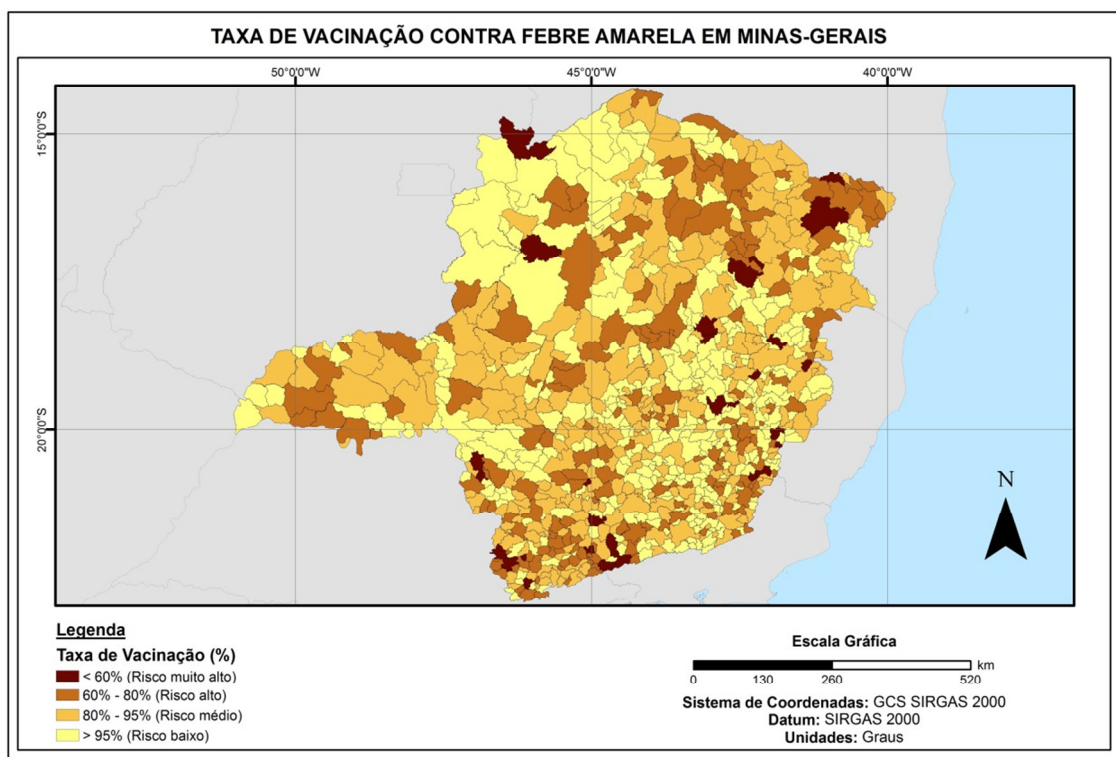 TAXA DE VACINAÇÃO CONTRA FEBRE AMARELA EM MINAS-GERAIS
50°0'0"W 45°0'0"W 40°0'0"W
15°0'0"S
20°0'0"S
N
Legenda
Taxa de Vacinação (%)
< 60% (Risco muito alto)
60% - 80% (Risco alto)
80% - 95% (Risco médio)
> 95% (Risco baixo)
Escala Gráfica
km
0 130 260 520
Sistema de Coordenadas: GCS SIRGAS 2000
Datum: SIRGAS 2000
Unidades: Graus